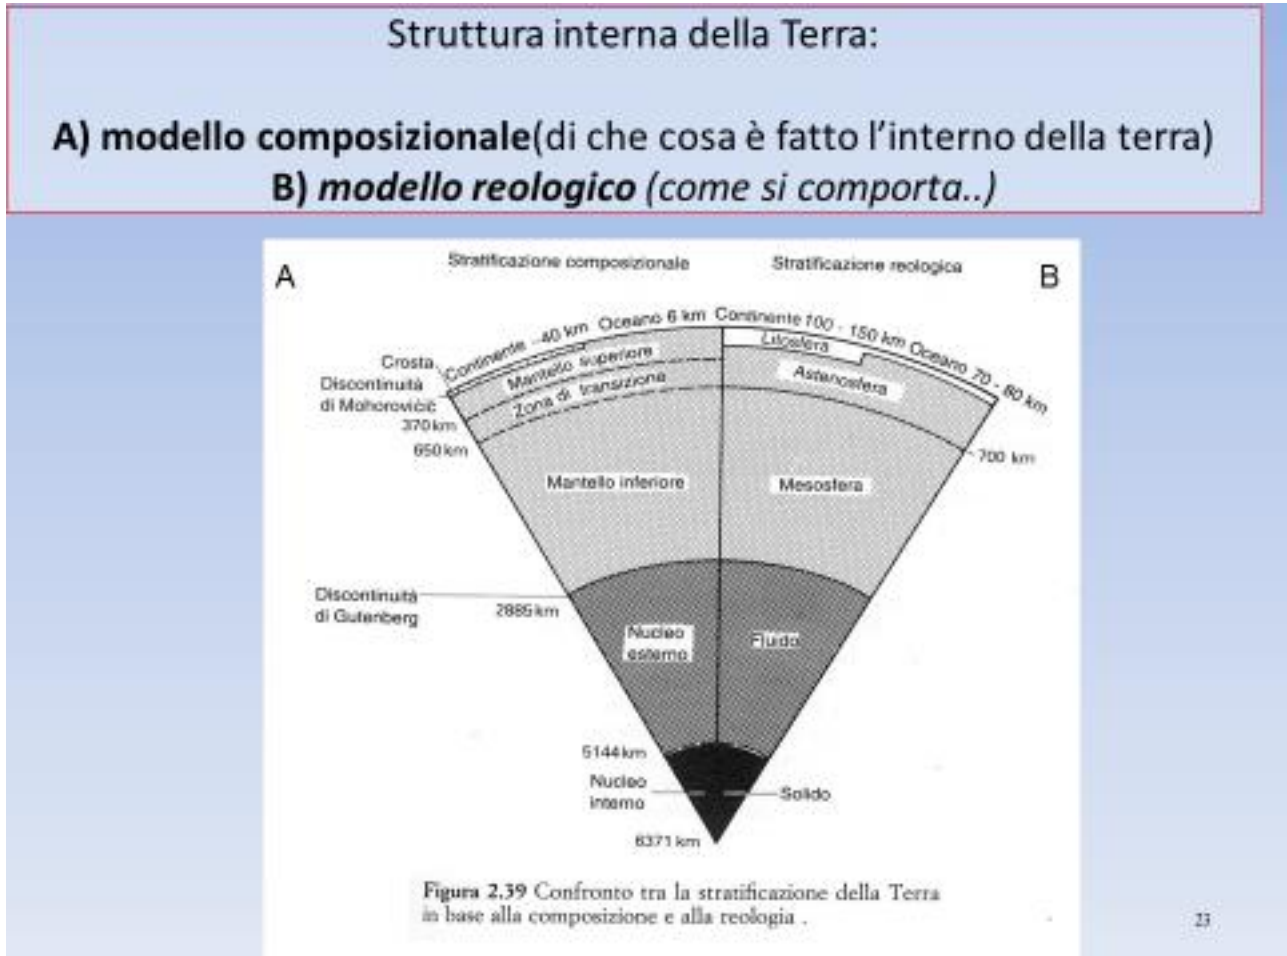 Struttura interna della Terra:
A) modello composizionale(di che cosa è fatto l'interno della terra)
B) modello reologico (come si comporta..)
A
Stratificazione composizionale
Stratificazione reologica
B
Continente ~40 km Oceano 6 km
Continente 100 - 150 km Oceano 70 - 80 km
Crosta
Discontinuità
di Mohorovičić
370 km
650 km
Mantello superiore
Zona di transizione
Litosfera
Astenosfera
700 km
Mantello inferiore
Mesosfera
Discontinuità
di Gutenberg
2885 km
Nucleo
esterno
Fluido
5144 km
Nucleo
interno
Solido
6371 km
Figura 2.39 Confronto tra la stratificazione della Terra
in base alla composizione e alla reologia .
23